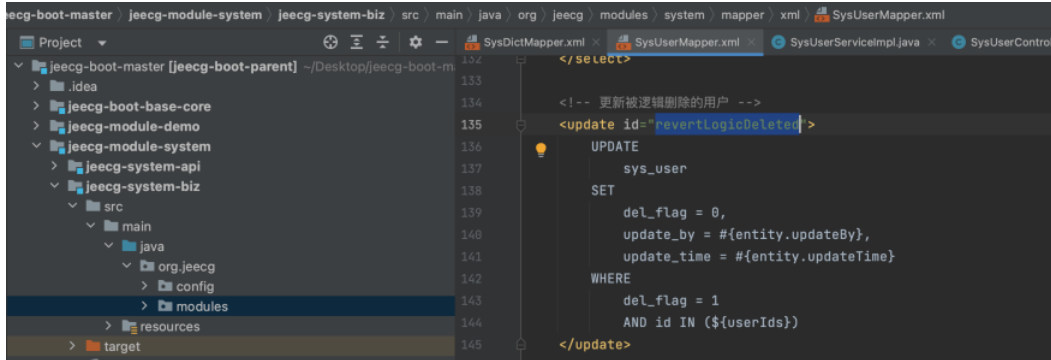 eecg-boot-master 〉 jeecg-module-system 〉 jeecg-system-biz 〉 src 〉 main 〉 java 〉 org 〉 jeecg 〉 modules 〉 system 〉 mapper 〉 xml 〉 SysUserMapper.xml
Project
SysDictMapper.xml × SysUserMapper.xml × SysUserServiceImpl.java × SysUserControl
jeecg-boot-master [jeecg-boot-parent] ~/Desktop/jeecg-boot-m
.idea
jeecg-boot-base-core
jeecg-module-demo
jeecg-module-system
jeecg-system-api
jeecg-system-biz
src
main
java
org.jeecg
config
modules
resources
target
132 </select>
133
134 <!-- 更新被逻辑删除的用户 -->
135 <update id="revertLogicDeleted">
136 UPDATE
137 sys_user
138 SET
139 del_flag = 0,
140 update_by = #{entity.updateBy},
141 update_time = #{entity.updateTime}
142 WHERE
143 del_flag = 1
144 AND id IN (${userIds})
145 </update>